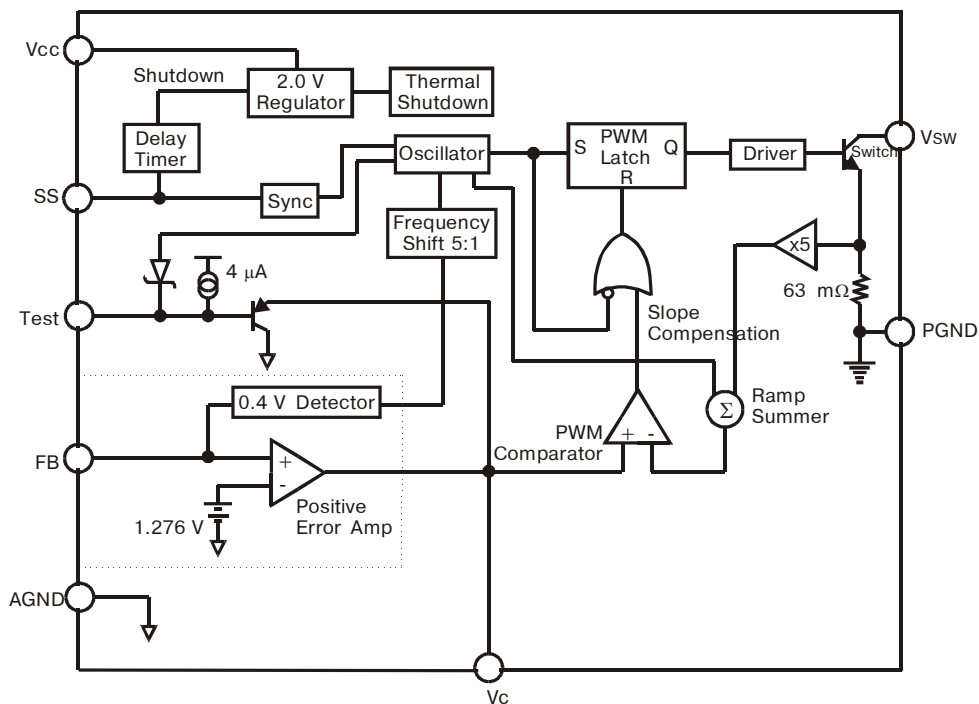 Vcc
Shutdown
2.0 V
Regulator
Thermal
Shutdown
Delay
Timer
Oscillator
S
PWM
Latch
R
Q
Driver
Switch
VSW
SS
Sync
Frequency
Shift 5:1
x5
4 μA
63 mΩ
Test
Slope
Compensation
PGND
0.4 V Detector
Σ
Ramp
Summer
PWM
Comparator
+ -
FB
+
-
1.276 V
Positive
Error Amp
AGND
VC